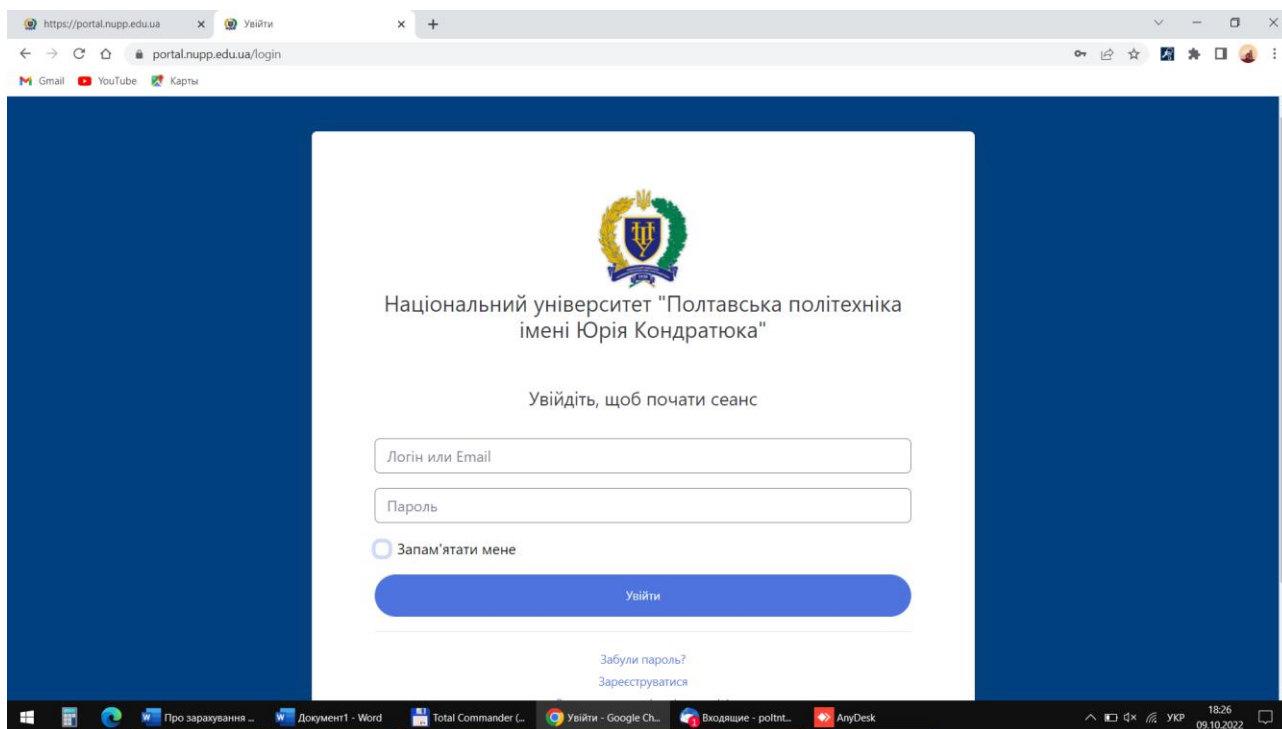 https://portal.nupp.edu.ua
Увійти
portal.nupp.edu.ua/login
Gmail YouTube Карты
Національний університет "Полтавська політехніка
імені Юрія Кондратюка"
Увійдіть, щоб почати сеанс
Логін или Email
Пароль
Запам'ятати мене
Увійти
Забули пароль?
Зареєструватися
Про зарахування ... Документ1 - Word Total Commander (... Увійти - Google Ch... Входящие - poltnt... AnyDesk УКР 18:26
09.10.2022